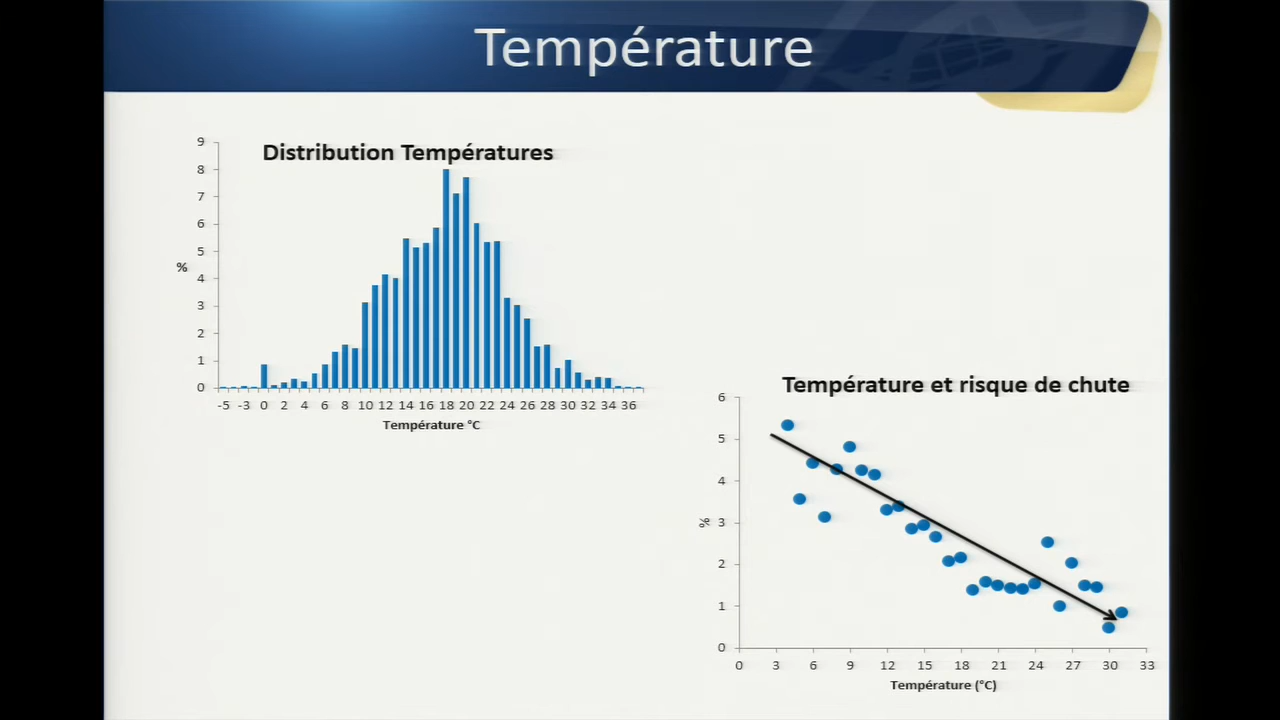 Température
Distribution Températures
9
8
7
6
5
4
3
2
1
0
%
-5 -3 0 2 4 6 8 10 12 14 16 18 20 22 24 26 28 30 32 34 36
Température °C
Température et risque de chute
6
5
4
3
2
1
0
%
0 3 6 9 12 15 18 21 24 27 30 33
Température (°C)